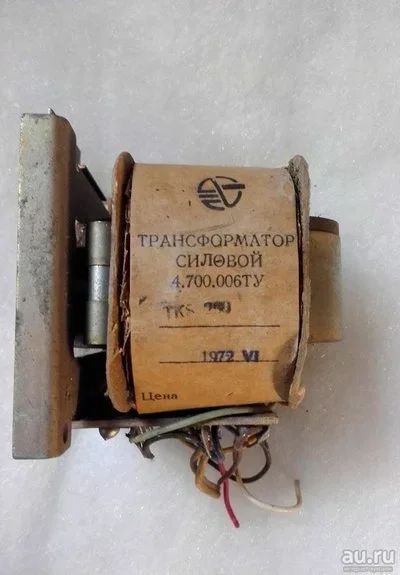 ТРАНСФОРМАТОР
СИЛОВОЙ
4.700.006ТУ
1972 VI
Цена
au.ru